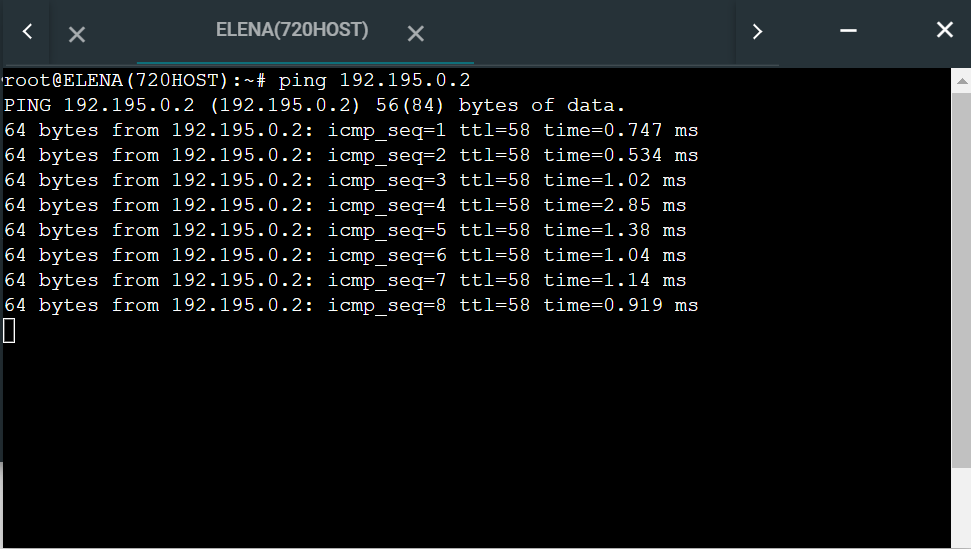 ELENA(720HOST)
root@ELENA(720HOST):~# ping 192.195.0.2
PING 192.195.0.2 (192.195.0.2) 56(84) bytes of data.
64 bytes from 192.195.0.2: icmp_seq=1 ttl=58 time=0.747 ms
64 bytes from 192.195.0.2: icmp_seq=2 ttl=58 time=0.534 ms
64 bytes from 192.195.0.2: icmp_seq=3 ttl=58 time=1.02 ms
64 bytes from 192.195.0.2: icmp_seq=4 ttl=58 time=2.85 ms
64 bytes from 192.195.0.2: icmp_seq=5 ttl=58 time=1.38 ms
64 bytes from 192.195.0.2: icmp_seq=6 ttl=58 time=1.04 ms
64 bytes from 192.195.0.2: icmp_seq=7 ttl=58 time=1.14 ms
64 bytes from 192.195.0.2: icmp_seq=8 ttl=58 time=0.919 ms